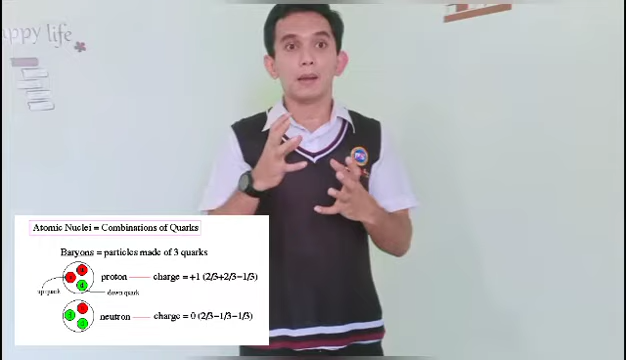 appy life
Atomic Nuclei = Combinations of Quarks
Baryons = particles made of 3 quarks
proton charge = +1 (2/3+2/3−1/3)
up quark down quark
neutron charge = 0 (2/3−1/3−1/3)